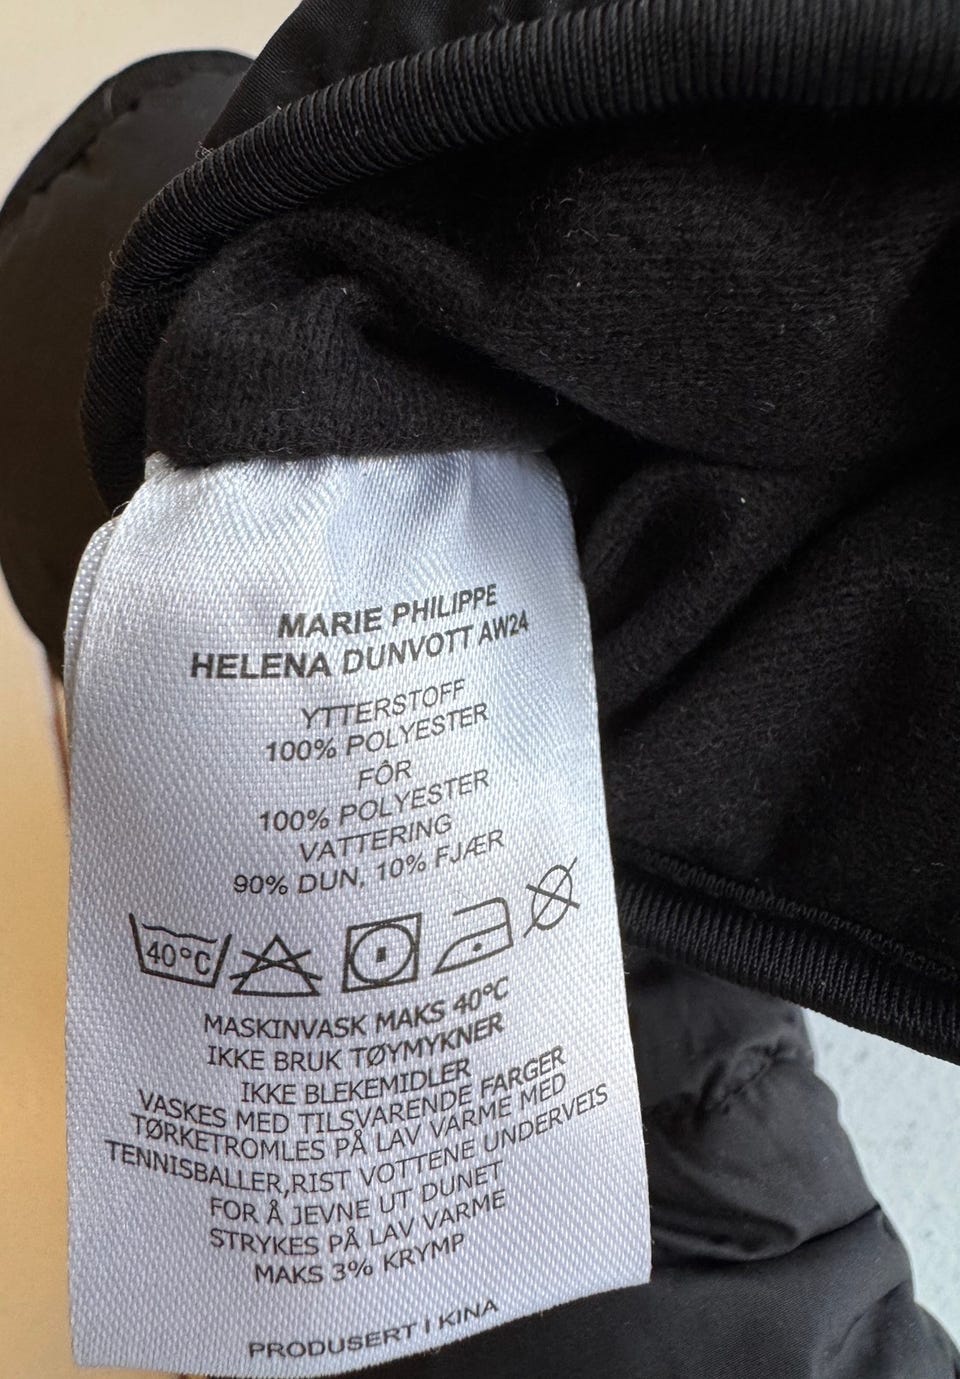 MARIE PHILIPPE
HELENA DUNVOTT AW24
YTTERSTOFF
100% POLYESTER
FÔR
100% POLYESTER
VATTERING
90% DUN, 10% FJÆR
40°C
MASKINVASK MAKS 40°C
IKKE BRUK TØYMYKNER
IKKE BLEKEMIDLER
VASKES MED TILSVARENDE FARGER
TØRKETROMLES PÅ LAV VARME MED
TENNISBALLER,RIST VOTTENE UNDERVEIS
FOR Å JEVNE UT DUNET
STRYKES PÅ LAV VARME
MAKS 3% KRYMP
PRODUSERT I KINA